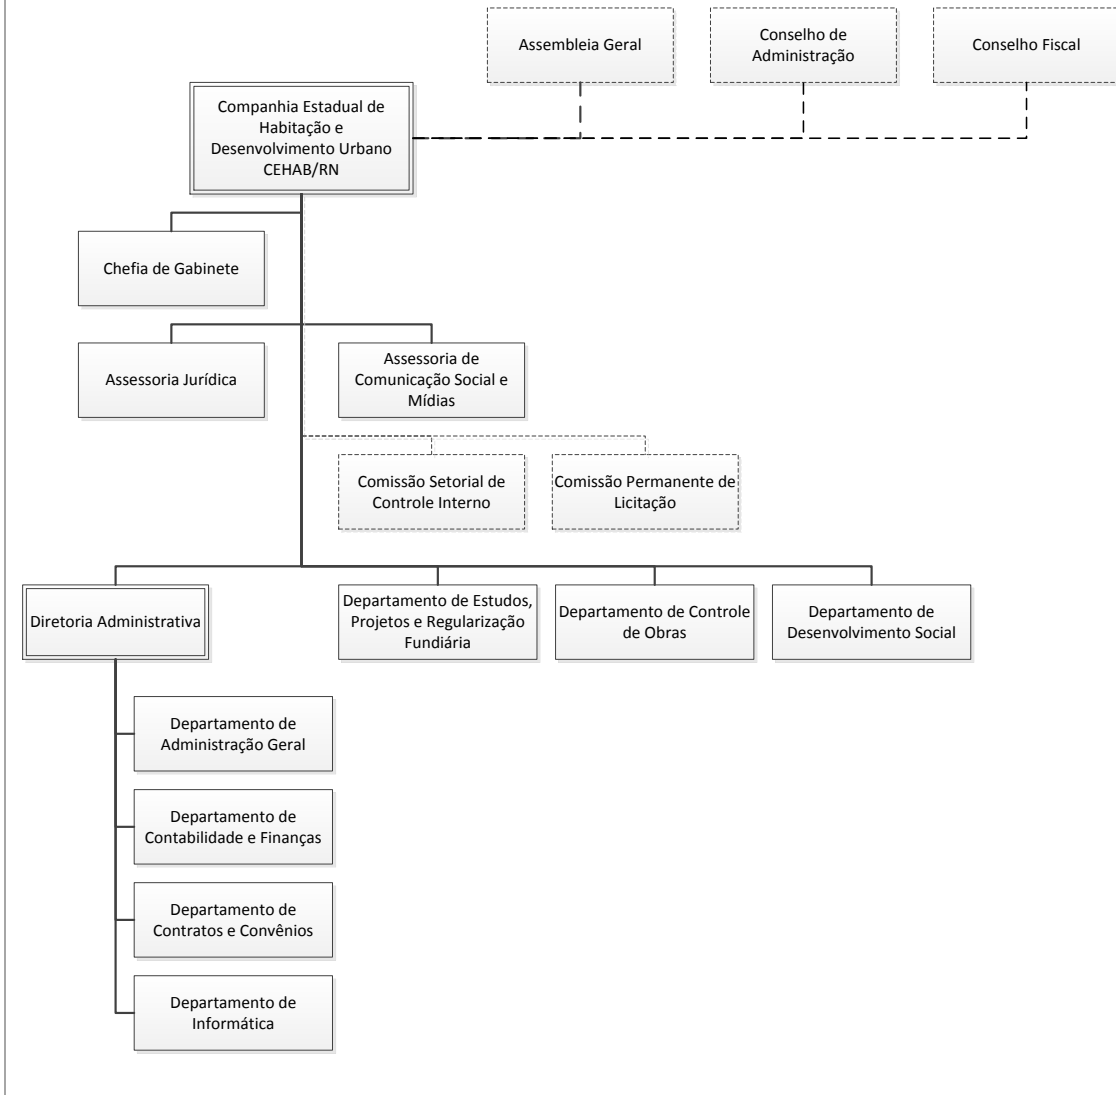 Assembleia Geral
Conselho de
Administração
Conselho Fiscal
Companhia Estadual de
Habitação e
Desenvolvimento Urbano
CEHAB/RN
Chefia de Gabinete
Assessoria Jurídica
Assessoria de
Comunicação Social e
Mídias
Comissão Setorial de
Controle Interno
Comissão Permanente de
Licitação
Diretoria Administrativa
Departamento de Estudos,
Projetos e Regularização
Fundiária
Departamento de Controle
de Obras
Departamento de
Desenvolvimento Social
Departamento de
Administração Geral
Departamento de
Contabilidade e Finanças
Departamento de
Contratos e Convênios
Departamento de
Informática